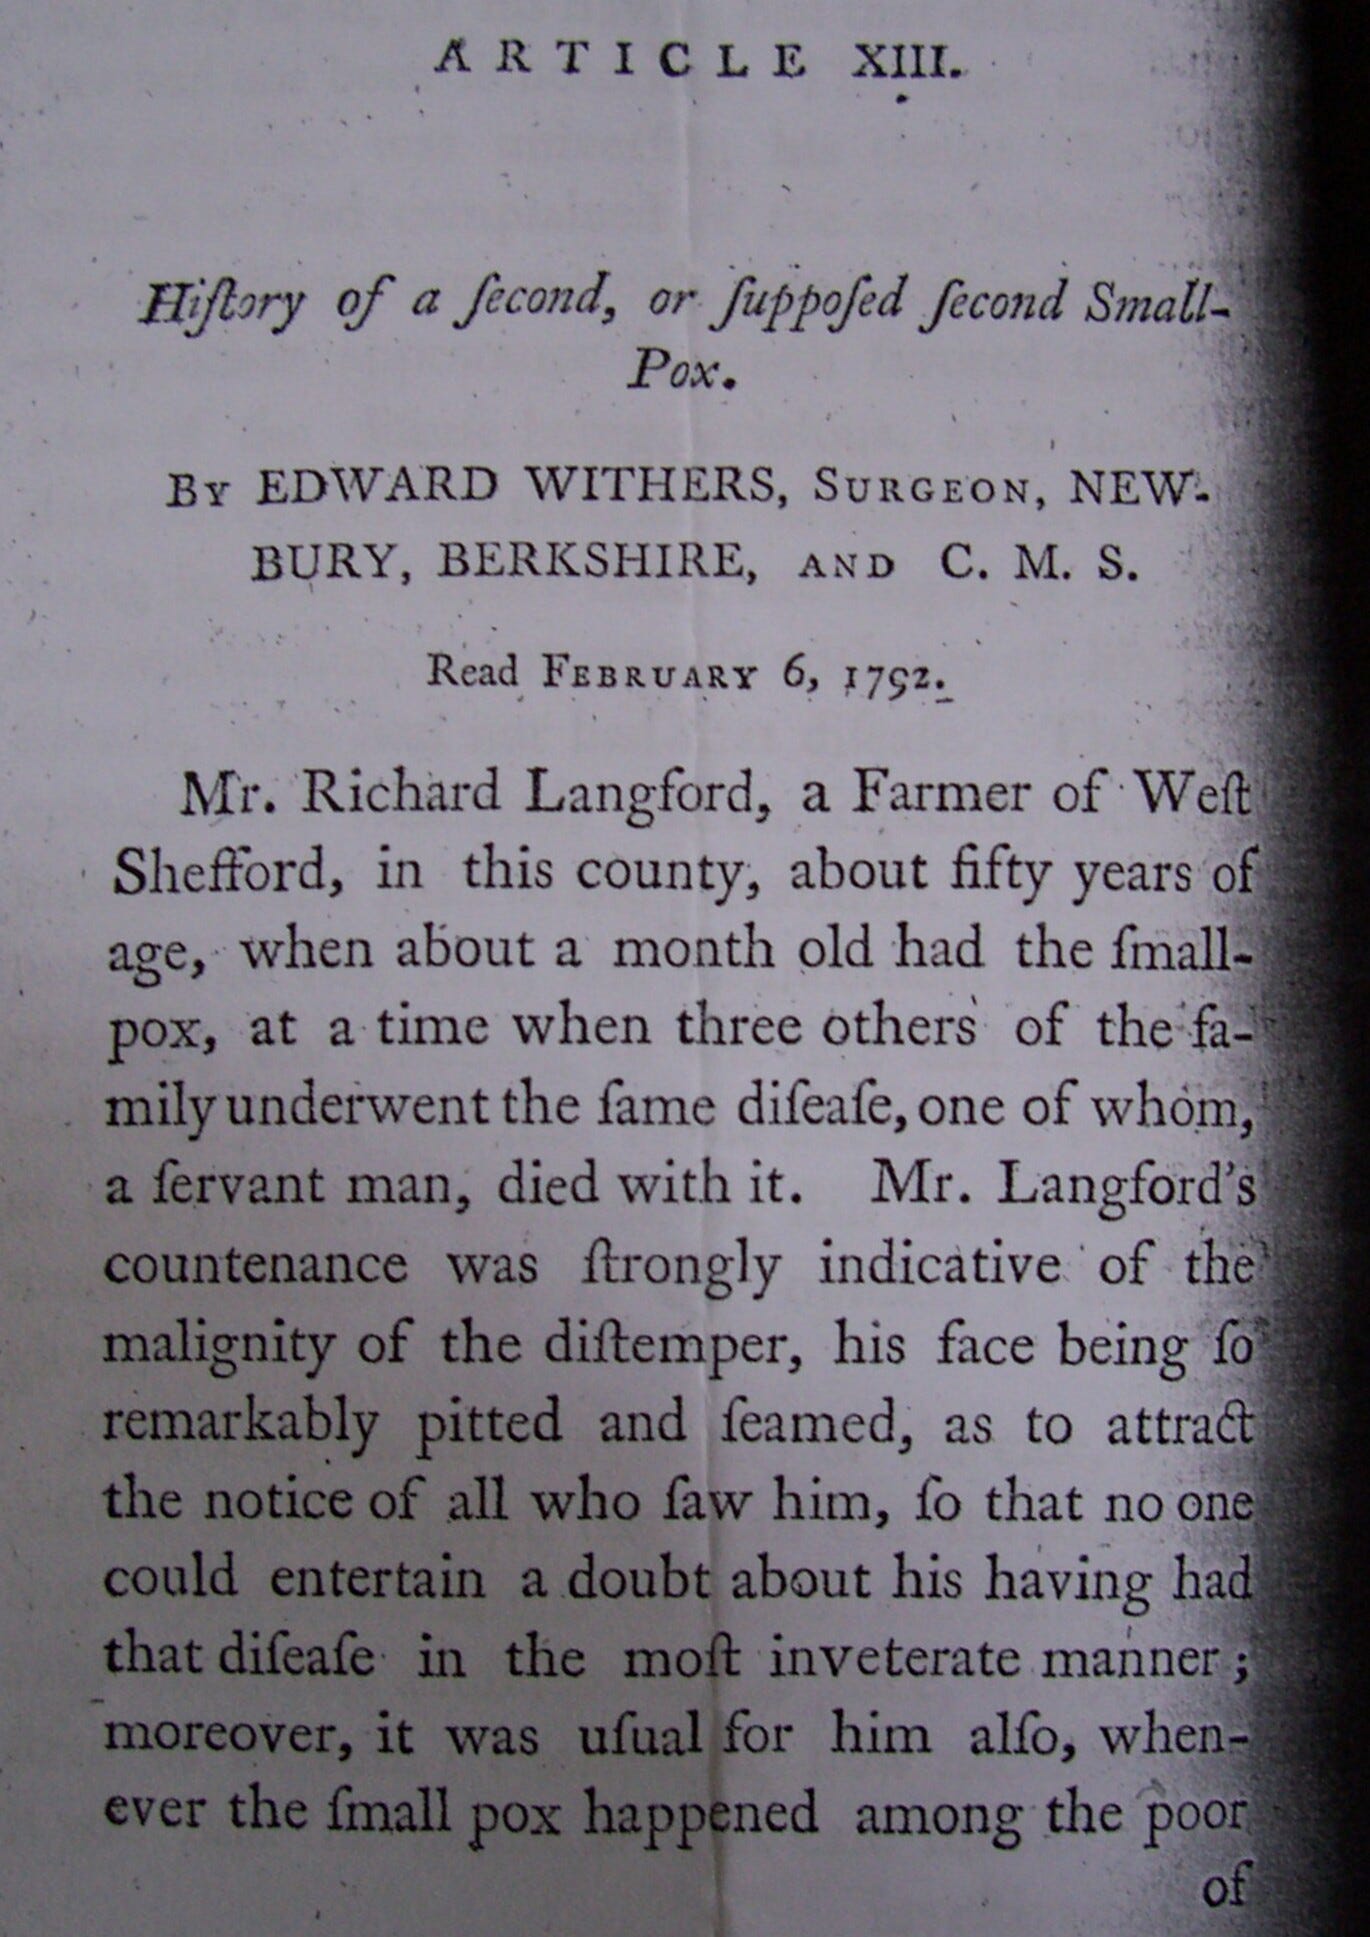 ARTICLE XIII.
Hiſtory of a ſecond, or ſuppoſed ſecond Small-
Pox.
By EDWARD WITHERS, Surgeon, NEW-
BURY, BERKSHIRE, and C. M. S.
Read February 6, 1792.
Mr. Richard Langford, a Farmer of Weſt
Shefford, in this county, about fifty years of
age, when about a month old had the ſmall-
pox, at a time when three others of the fa-
mily underwent the ſame diſeaſe, one of whom,
a ſervant man, died with it. Mr. Langford's
countenance was ſtrongly indicative of the
malignity of the diſtemper, his face being ſo
remarkably pitted and ſeamed, as to attract
the notice of all who ſaw him, ſo that no one
could entertain a doubt about his having had
that diſeaſe in the moſt inveterate manner;
moreover, it was uſual for him alſo, when-
ever the ſmall pox happened among the poor
of